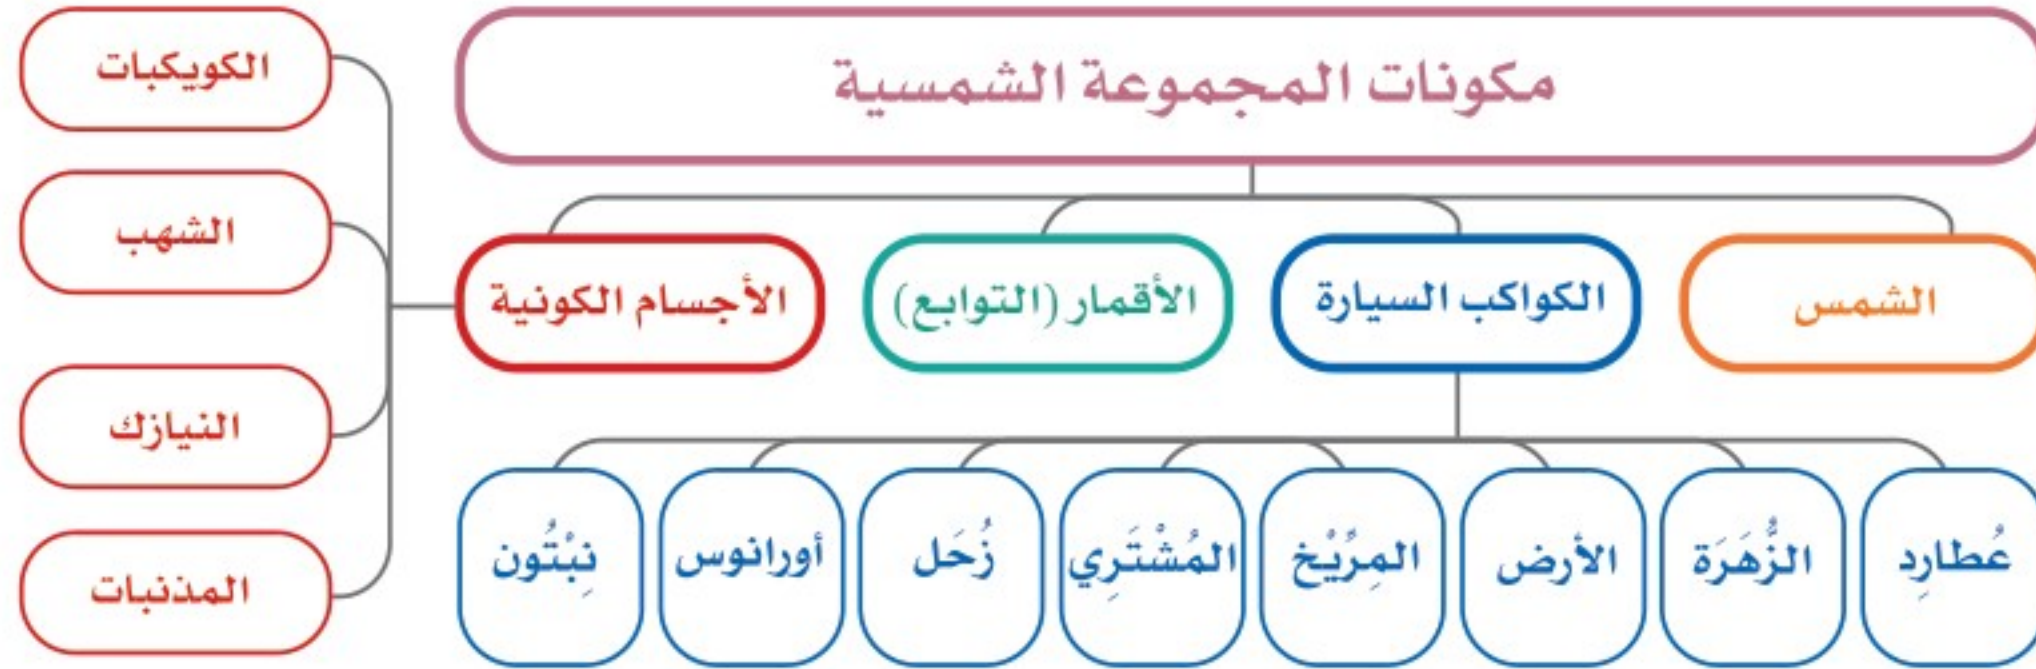 مكونات المجموعة الشمسية
الشمس
الكواكب السيارة
الأقمار (التوابع)
الأجسام الكونية
عُطارِد
الزُّهَرَة
الأرض
المِرِّيْخ
المُشْتَرِي
زُحَل
أورانوس
نِبْتُون
الكويكبات
الشهب
النيازك
المذنبات